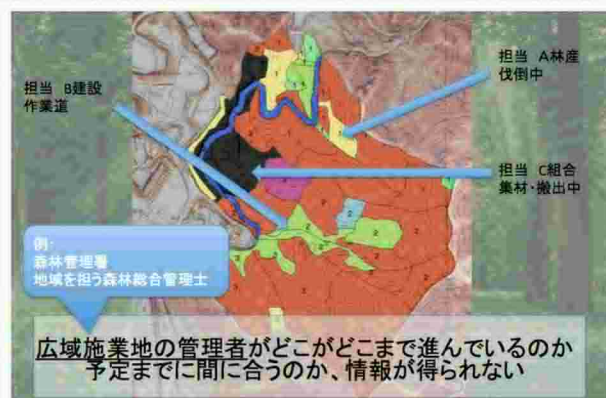 担当　B建設
作業道
担当　A林産
伐倒中
担当　C組合
集材・搬出中
例：
森林管理署
地域を担う森林総合管理士
広域施業地の管理者がどこがどこまで進んでいるのか
予定までに間に合うのか、情報が得られない